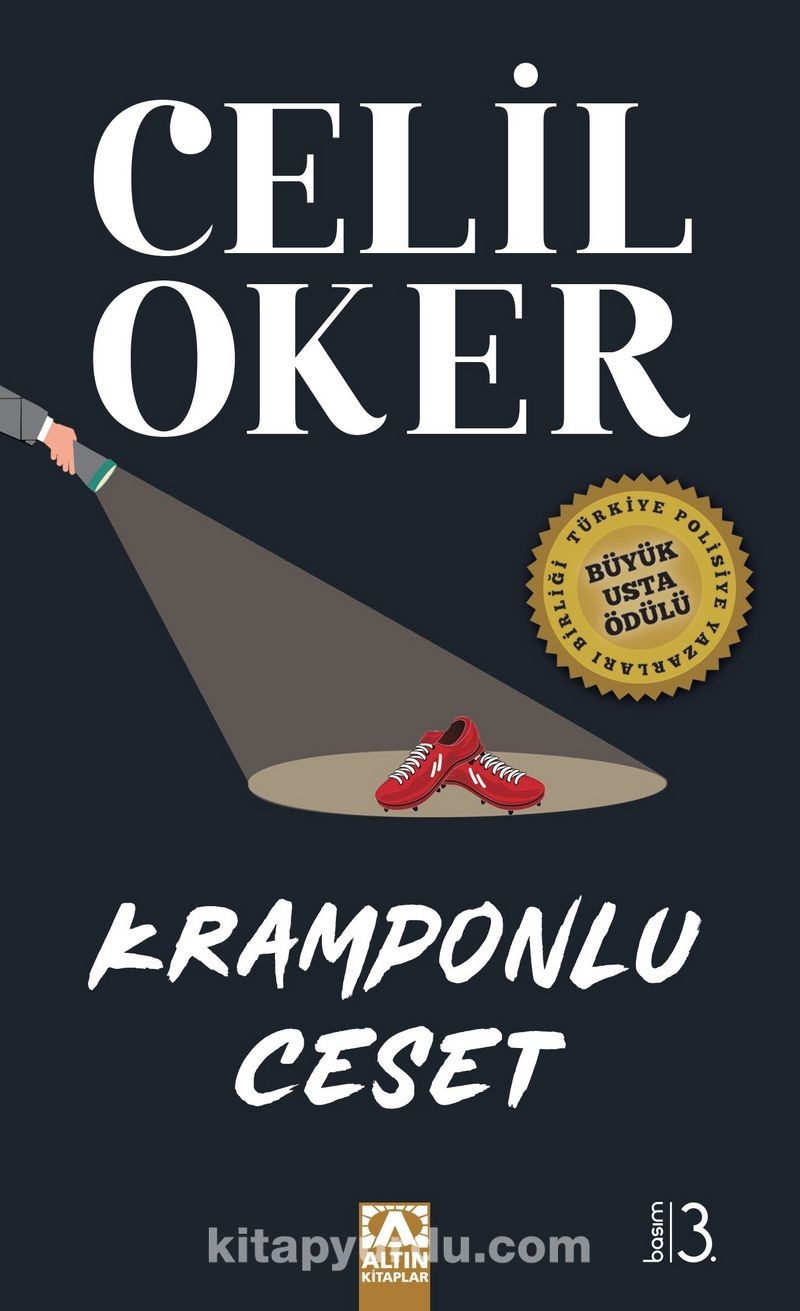 CELİL
OKER
TÜRKİYE POLİSİYE YAZARLARI BİRLİĞİ
BÜYÜK
USTA
ÖDÜLÜ
KRAMPONLU
CESET
kitapyurdu.com
ALTIN
KİTAPLAR
basım 3.